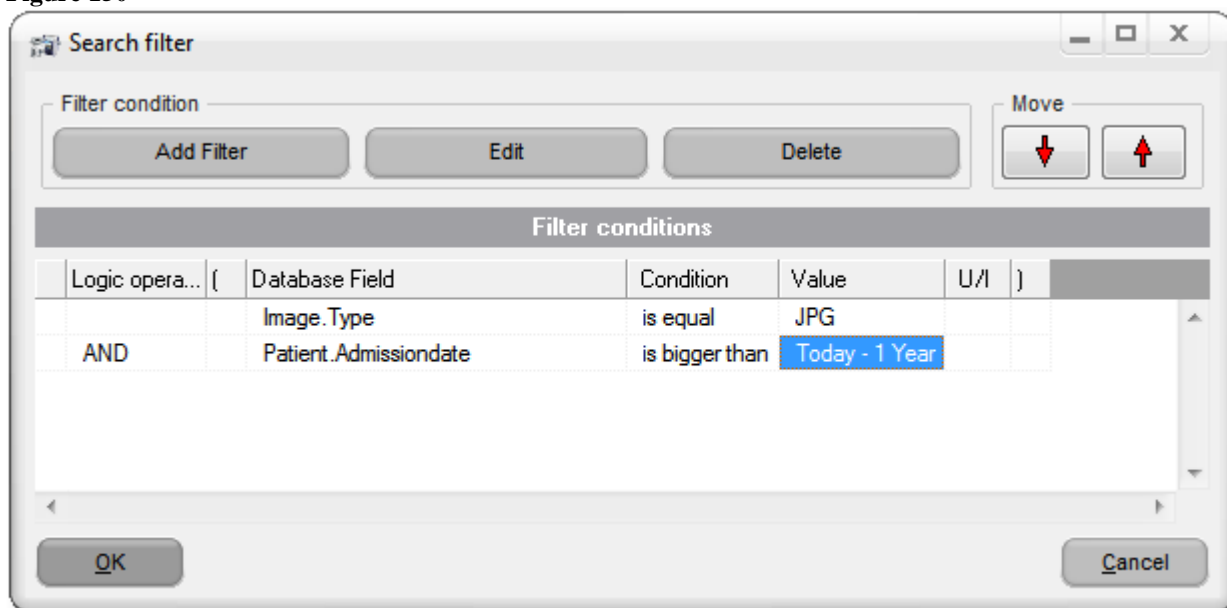 Search filter
Filter condition
Move
Add Filter Edit Delete
Filter conditions
Logic opera... ( Database Field Condition Value U/I )
Image.Type is equal JPG
AND Patient.Admissiondate is bigger than Today - 1 Year
OK Cancel